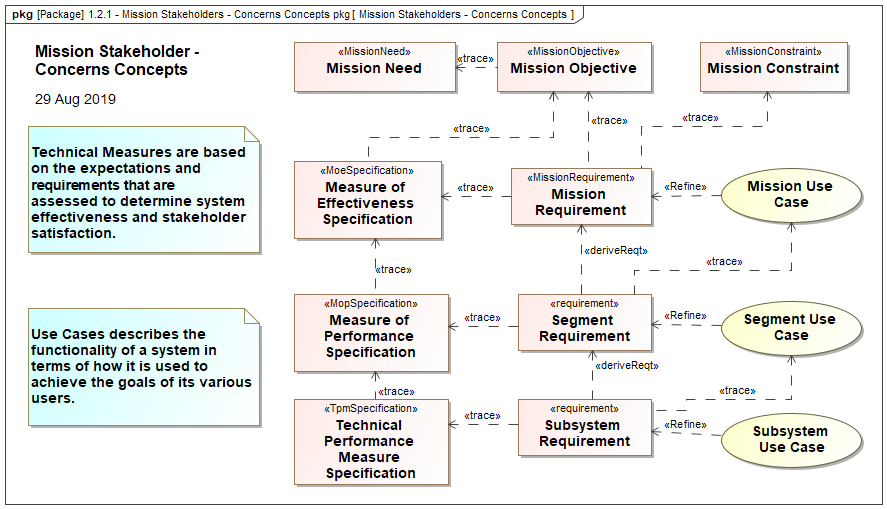 pkg [Package] 1.2.1 - Mission Stakeholders - Concerns Concepts pkg [ Mission Stakeholders - Concerns Concepts ]
Mission Stakeholder -
Concerns Concepts
29 Aug 2019
«MissionNeed»
Mission Need
«trace»
«MissionObjective»
Mission Objective
«MissionConstraint»
Mission Constraint
«trace»
«trace»
«trace»
Technical Measures are based
on the expectations and
requirements that are
assessed to determine system
effectiveness and stakeholder
satisfaction.
«MoeSpecification»
Measure of
Effectiveness
Specification
«trace»
«MissionRequirement»
Mission
Requirement
«Refine»
Mission Use
Case
«trace»
«deriveReqt»
«trace»
Use Cases describes the
functionality of a system in
terms of how it is used to
achieve the goals of its various
users.
«MopSpecification»
Measure of
Performance
Specification
«trace»
«requirement»
Segment
Requirement
«Refine»
Segment Use
Case
«trace»
«deriveReqt»
«trace»
«TpmSpecification»
Technical
Performance
Measure
Specification
«trace»
«requirement»
Subsystem
Requirement
«Refine»
Subsystem
Use Case